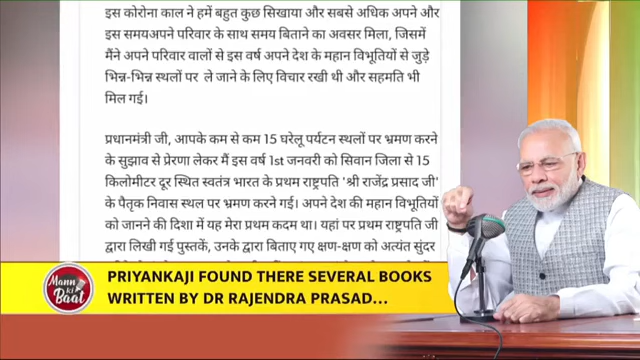 इस कोरोना काल ने हमें बहुत कुछ सिखाया और सबसे अधिक अपने और
इस समयअपने परिवार के साथ समय बिताने का अवसर मिला, जिसमें
मैंने अपने परिवार वालों से इस वर्ष अपने देश के महान विभूतियों से जुड़े
भिन्न-भिन्न स्थलों पर ले जाने के लिए विचार रखी थी और सहमति भी
मिल गई।
प्रधानमंत्री जी, आपके कम से कम 15 घरेलू पर्यटन स्थलों पर भ्रमण करने
के सुझाव से प्रेरणा लेकर मैं इस वर्ष 1st जनवरी को सिवान जिला से 15
किलोमीटर दूर स्थित स्वतंत्र भारत के प्रथम राष्ट्रपति 'श्री राजेंद्र प्रसाद जी'
के पैतृक निवास स्थल पर भ्रमण करने गई। अपने देश की महान विभूतियों
को जानने की दिशा में यह मेरा प्रथम कदम था। यहां पर प्रथम राष्ट्रपति जी
द्वारा लिखी गई पुस्तकें, उनके द्वारा बिताए गए क्षण-क्षण को अत्यंत सुंदर
Mann
ki
Baat
PRIYANKAJI FOUND THERE SEVERAL BOOKS
WRITTEN BY DR RAJENDRA PRASAD...